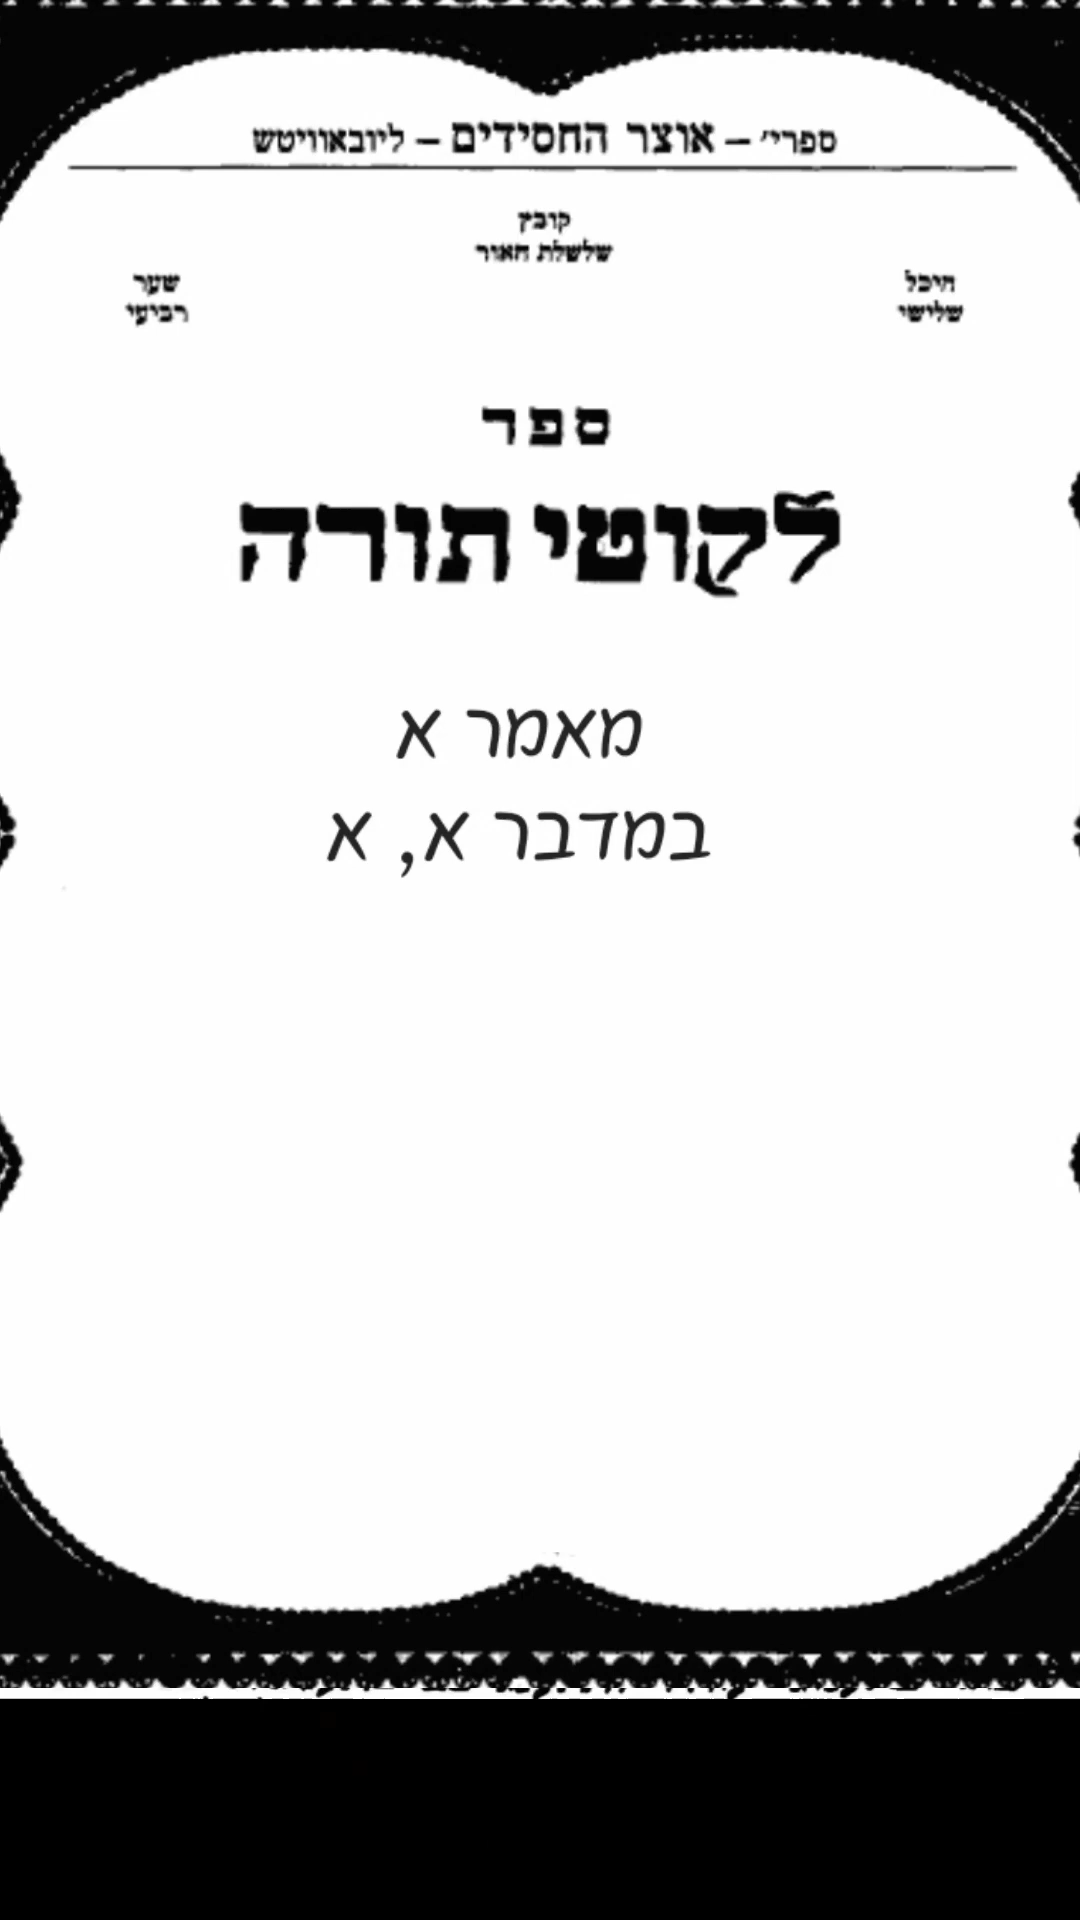 ספרי׳ – אוצר החסידים – ליובאוויטש
קובץ
שלשלת האור
היכל
שלישי
שער
רביעי
ספר
לקוטי תורה
מאמר א
במדבר א, א